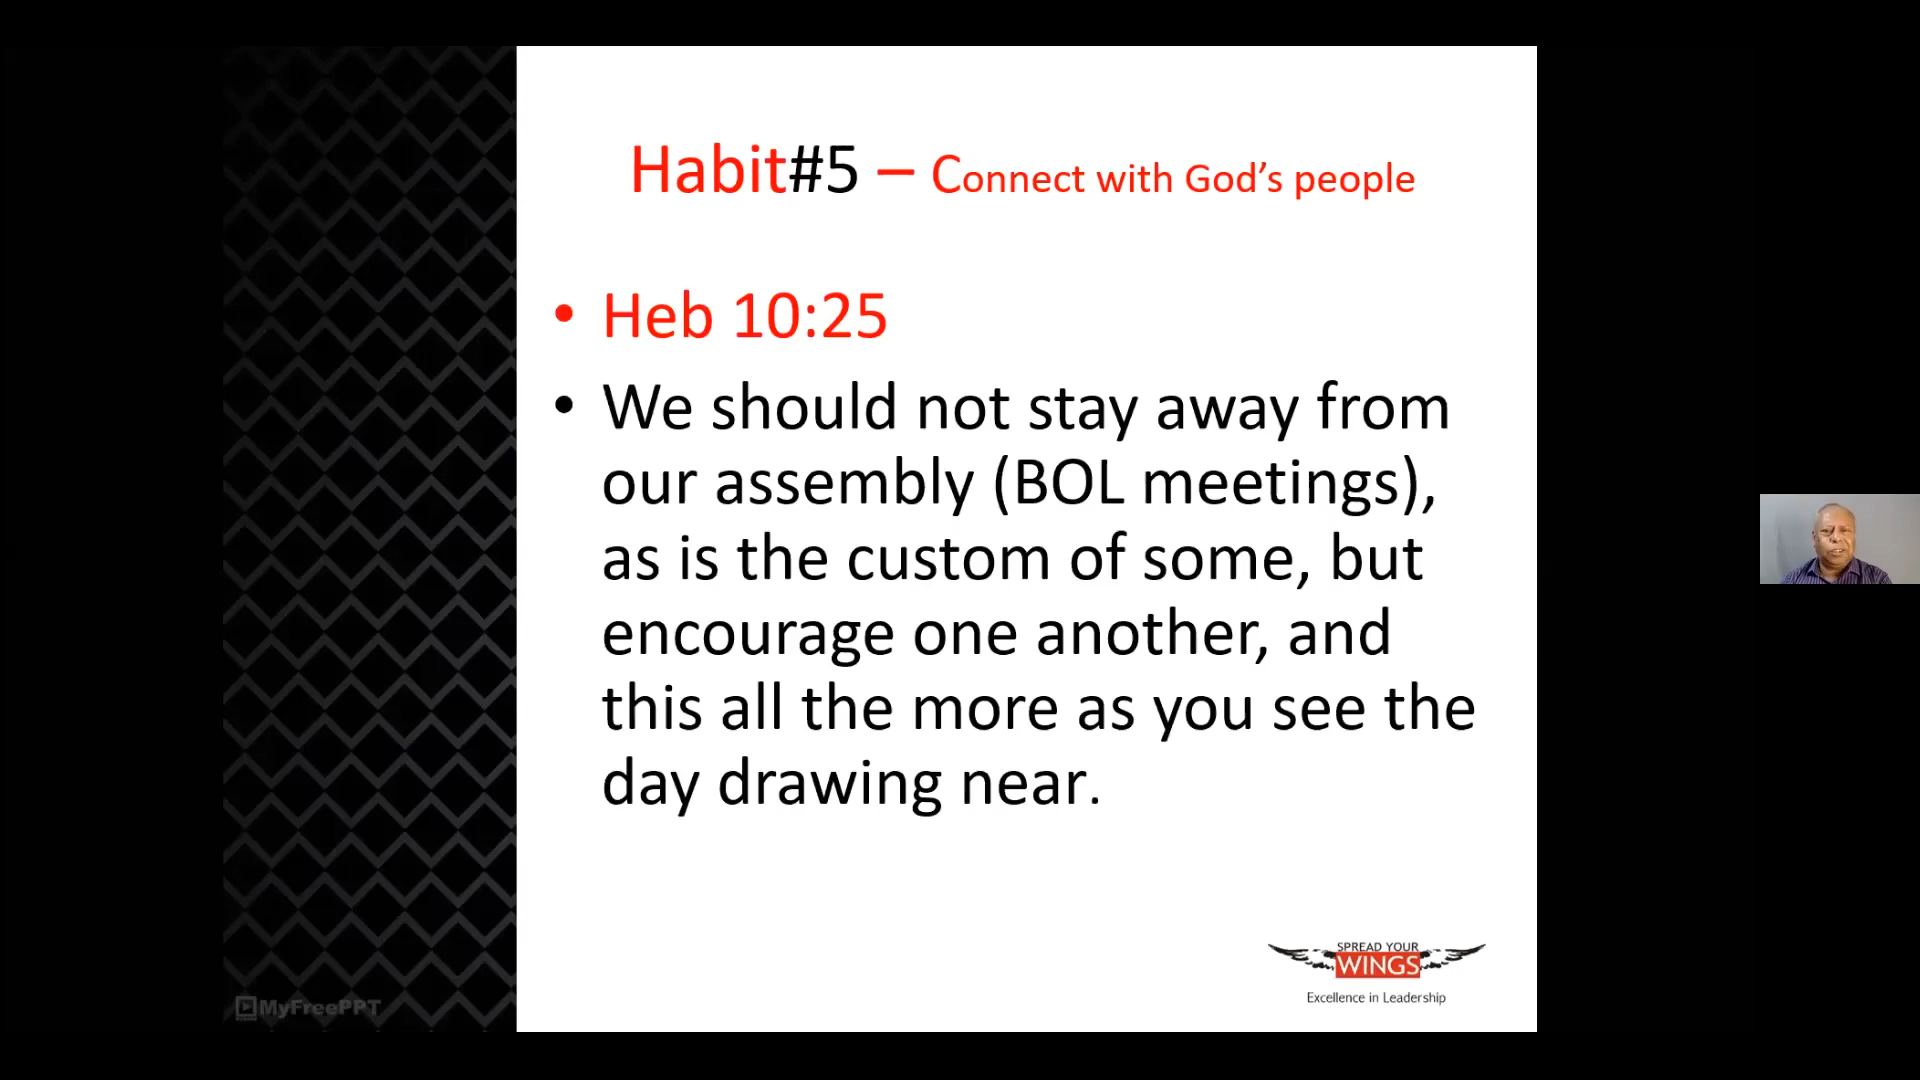 Habit#5 – Connect with God’s people
• Heb 10:25
• We should not stay away from
our assembly (BOL meetings),
as is the custom of some, but
encourage one another, and
this all the more as you see the
day drawing near.
SPREAD YOUR
WINGS
Excellence in Leadership
MyFreePPT